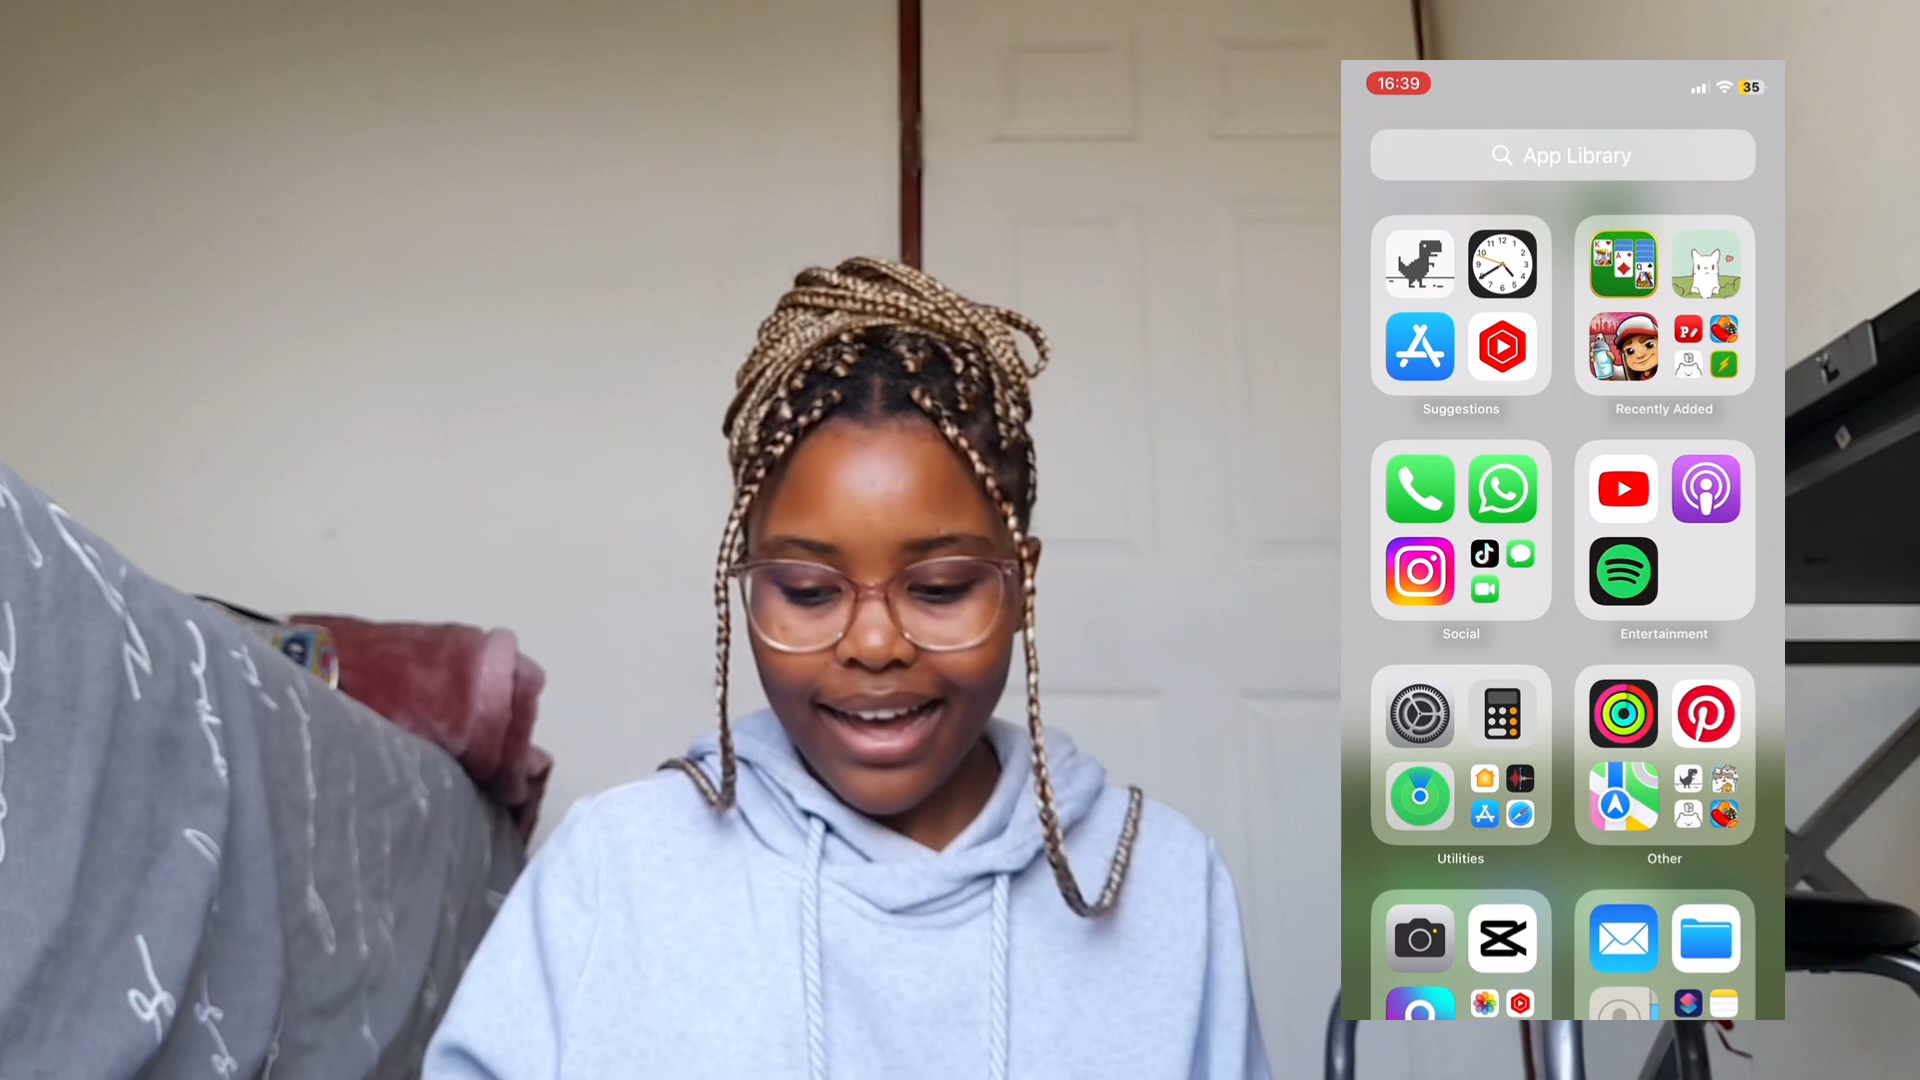 16:39
35
App Library
Suggestions
Recently Added
Social
Entertainment
Utilities
Other